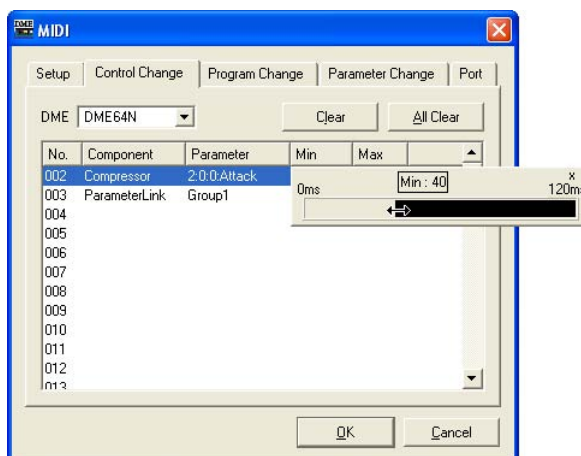 DME MIDI
Setup Control Change Program Change Parameter Change Port
DME DME64N Clear All Clear
No. Component Parameter Min Max
002 Compressor 2:0:0:Attack
003 ParameterLink Group1
0ms Min : 40 x 120ms
004
005
006
007
008
009
010
011
012
013
OK Cancel